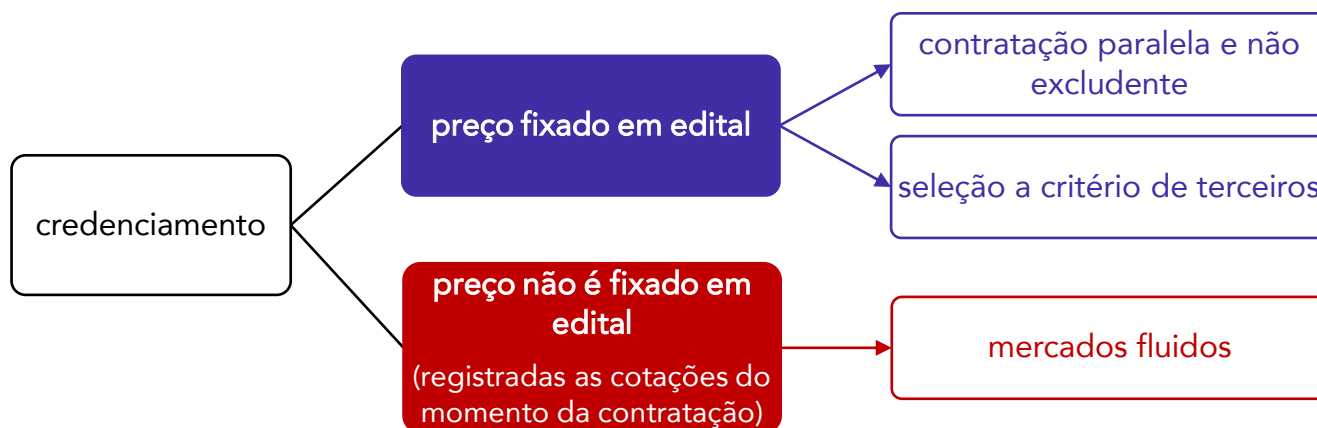 credenciamento
preço fixado em edital
contratação paralela e não
excludente
seleção a critério de terceiros
preço não é fixado em
edital
(registradas as cotações do
momento da contratação)
mercados fluidos